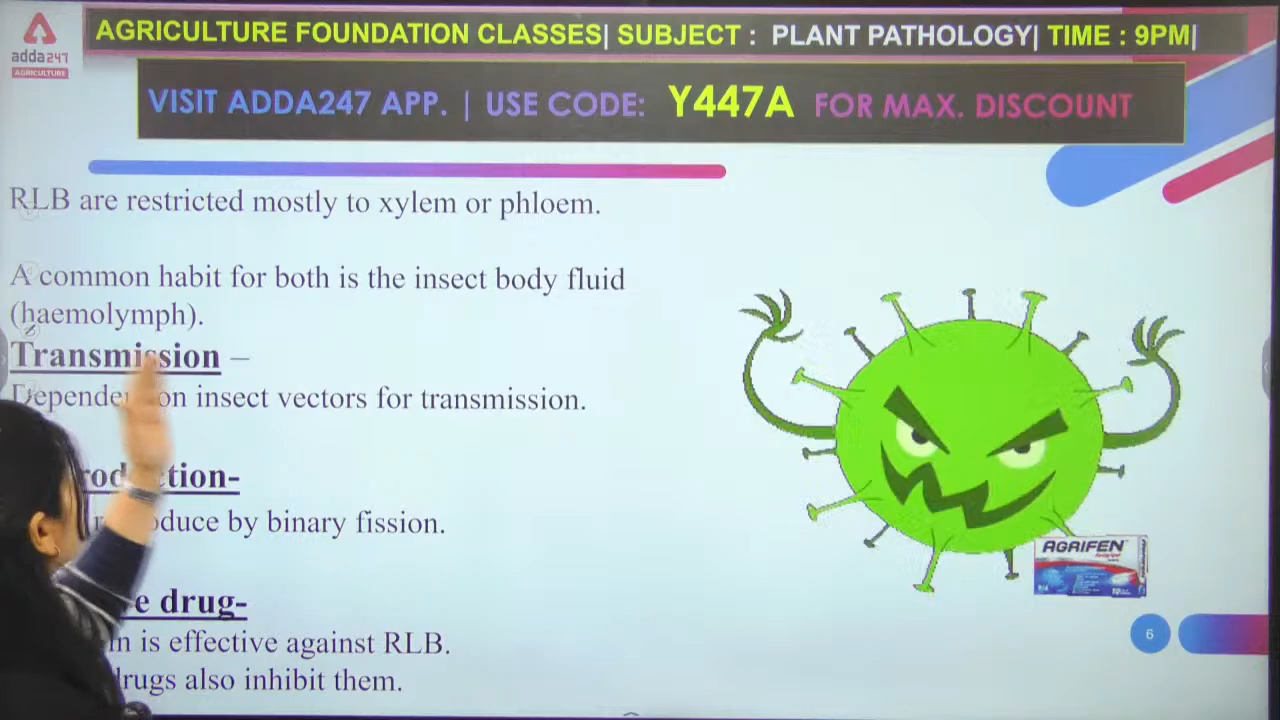 adda247
AGRICULTURE
AGRICULTURE FOUNDATION CLASSES| SUBJECT : PLANT PATHOLOGY| TIME : 9PM|
VISIT ADDA247 APP. | USE CODE: Y447A FOR MAX. DISCOUNT
RLB are restricted mostly to xylem or phloem.
A common habit for both is the insect body fluid
(haemolymph).
Transmission –
on insect vectors for transmission.
by binary fission.
drug-
is effective against RLB.
drugs also inhibit them.
AGRIFEN
6